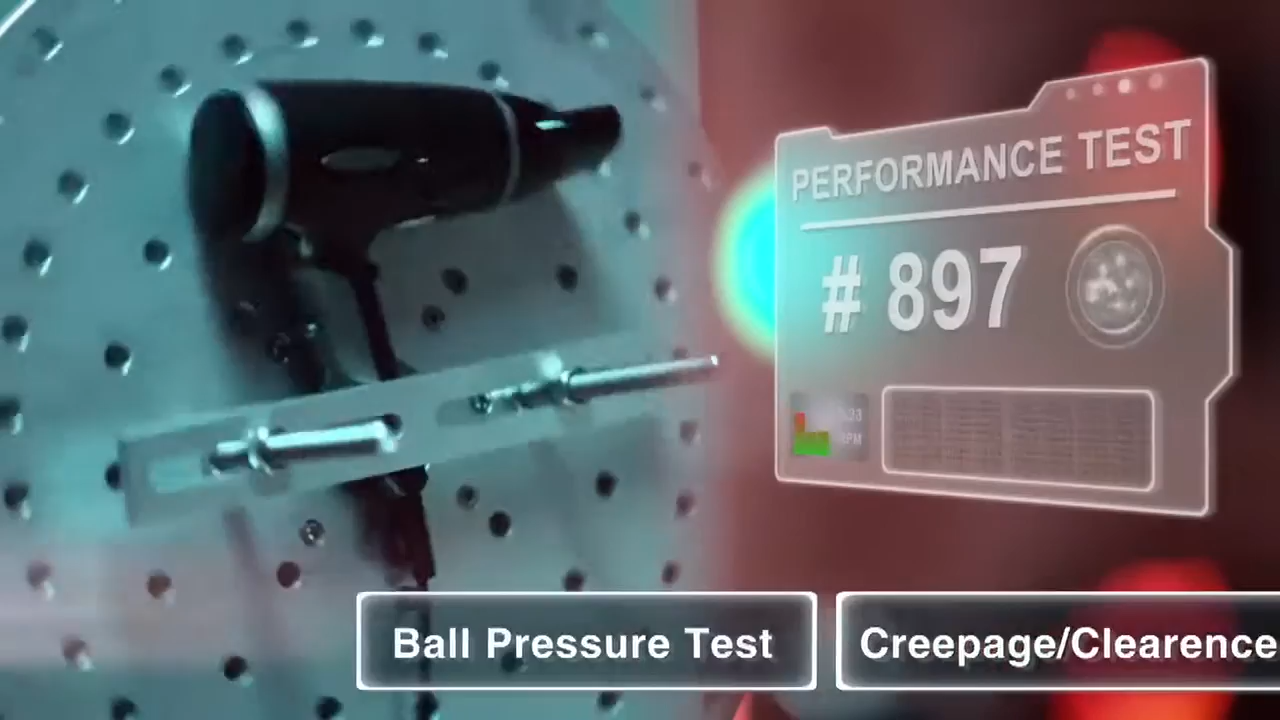 PERFORMANCE TEST
# 897
Ball Pressure Test
Creepage/Clearence